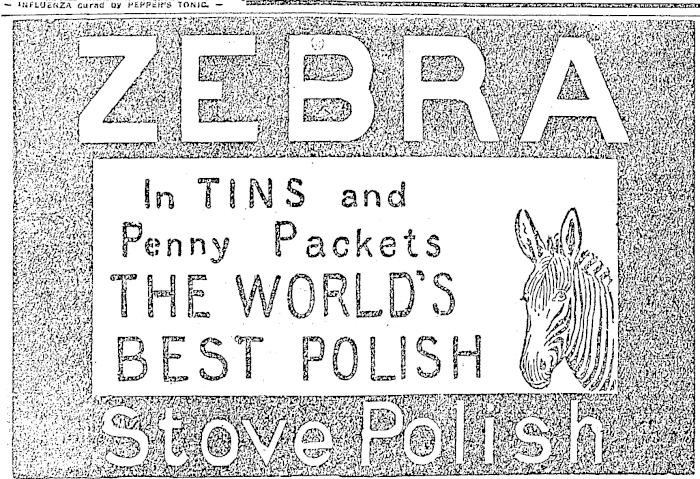 - INFLUENZA cured by PEPPER'S TONIC. -
ZEBRA
In TINS and
Penny Packets
THE WORLD'S
BEST POLISH
Stove Polish